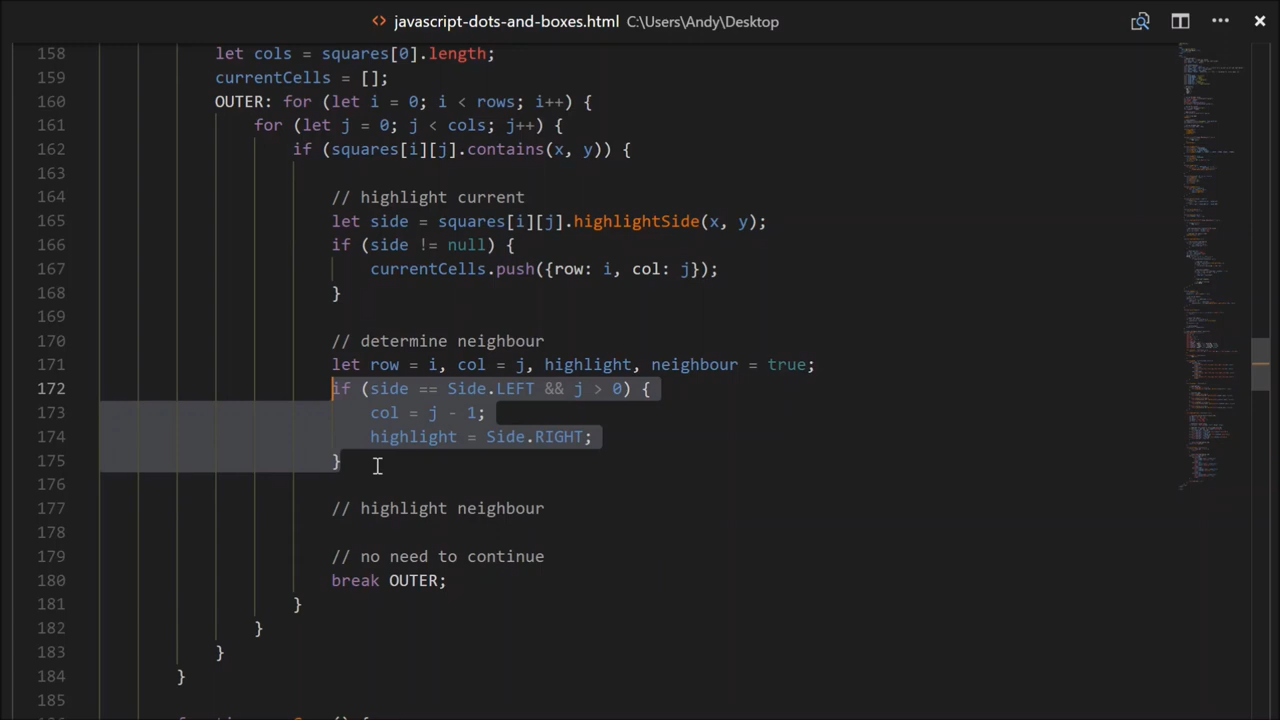 javascript-dots-and-boxes.html C:\Users\Andy\Desktop
158 let cols = squares[0].length;
159 currentCells = [];
160 OUTER: for (let i = 0; i < rows; i++) {
161 for (let j = 0; j < cols; j++) {
162 if (squares[i][j].contains(x, y)) {
163
164 // highlight current
165 let side = squares[i][j].highlightSide(x, y);
166 if (side != null) {
167 currentCells.push({row: i, col: j});
168 }
169
170 // determine neighbour
171 let row = i, col = j, highlight, neighbour = true;
172 if (side == Side.LEFT && j > 0) {
173 col = j - 1;
174 highlight = Side.RIGHT;
175 }
176
177 // highlight neighbour
178
179 // no need to continue
180 break OUTER;
181 }
182 }
183 }
184 }
185